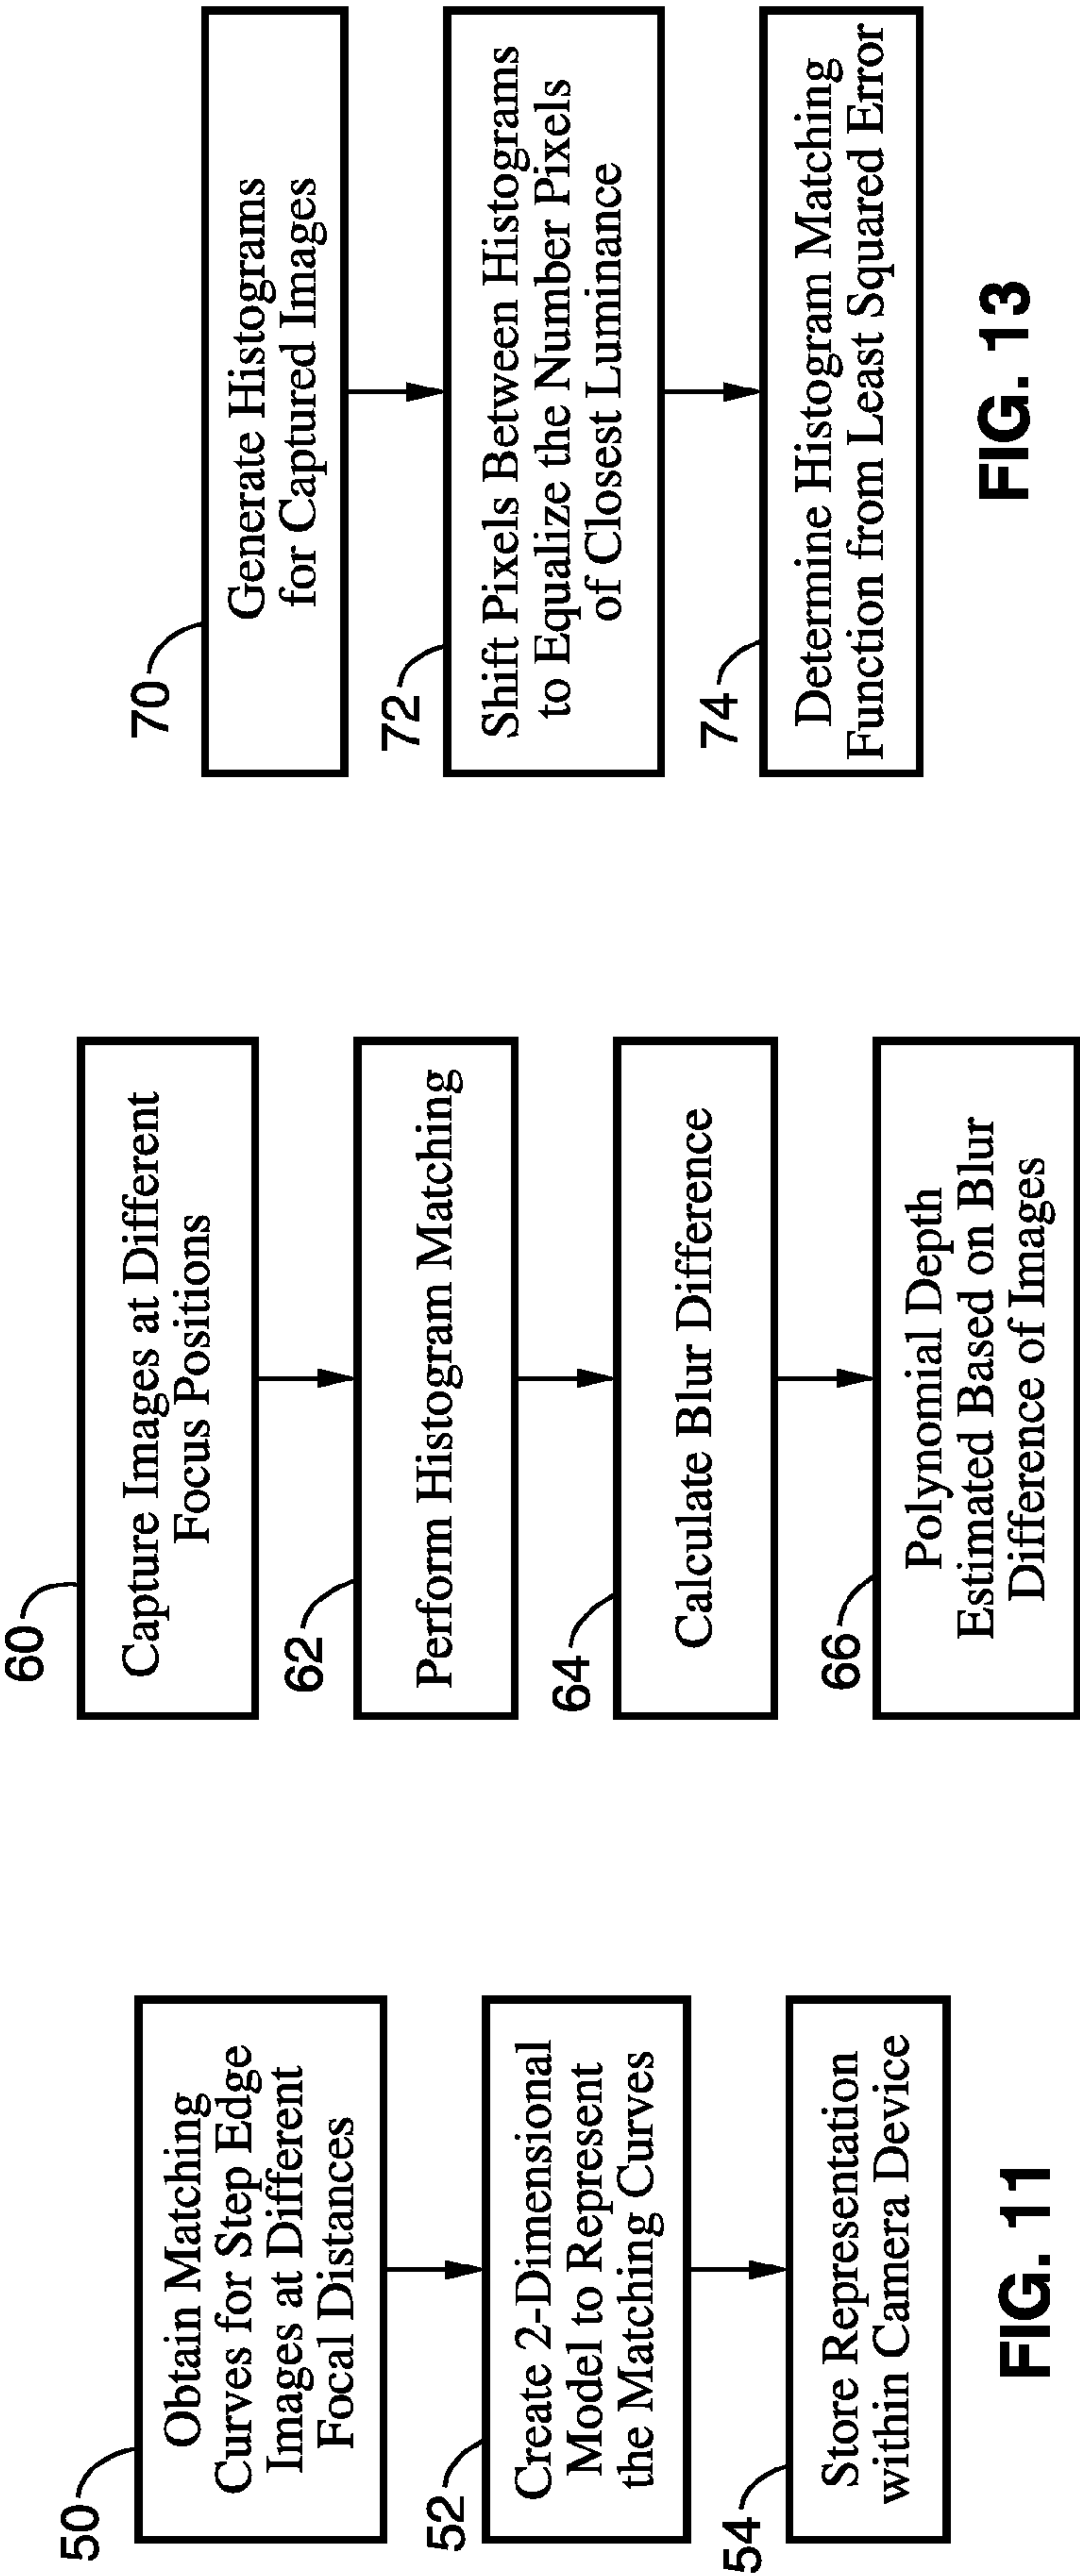 50
Obtain Matching
Curves for Step Edge
Images at Different
Focal Distances
52
Create 2-Dimensional
Model to Represent
the Matching Curves
54
Store Representation
within Camera Device
FIG. 11
60
Capture Images at Different
Focus Positions
62
Perform Histogram Matching
64
Calculate Blur Difference
66
Polynomial Depth
Estimated Based on Blur
Difference of Images
70
Generate Histograms
for Captured Images
72
Shift Pixels Between Histograms
to Equalize the Number Pixels
of Closest Luminance
74
Determine Histogram Matching
Function from Least Squared Error
FIG. 13